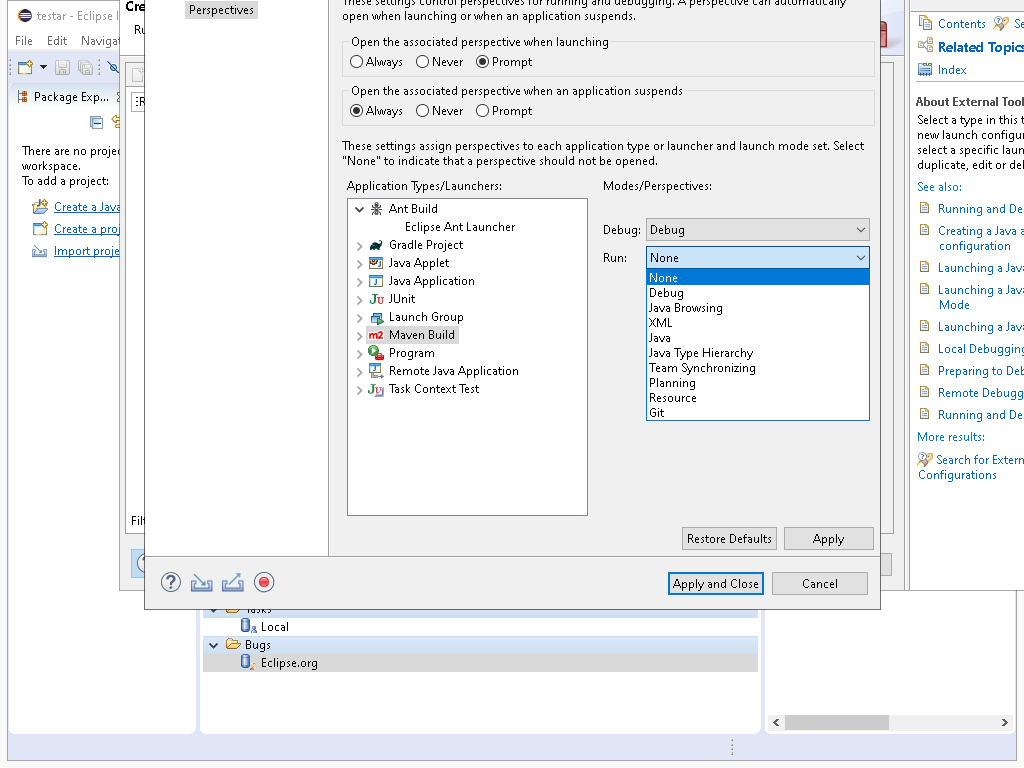 testar - Eclipse I
File Edit Naviga
Package Exp...
There are no proje
workspace.
To add a project:
Create a Java
Create a proj
Import proje
Cre
Ru
Filt
Perspectives
These settings control perspectives for running and debugging. A perspective can automatically
open when launching or when an application suspends.
Open the associated perspective when launching
Always Never Prompt
Open the associated perspective when an application suspends
Always Never Prompt
These settings assign perspectives to each application type or launcher and launch mode set. Select
"None" to indicate that a perspective should not be opened.
Application Types/Launchers:
Ant Build
Eclipse Ant Launcher
Gradle Project
Java Applet
Java Application
JUnit
Launch Group
Maven Build
Program
Remote Java Application
Task Context Test
Modes/Perspectives:
Debug: Debug
Run: None
None
Debug
Java Browsing
XML
Java
Java Type Hierarchy
Team Synchronizing
Planning
Resource
Git
Restore Defaults Apply
Apply and Close Cancel
Tasks
Local
Bugs
Eclipse.org
Contents Se
Related Topics
Index
About External Tool
Select a type in this t
new launch configur
select a specific laun
duplicate, edit or del
See also:
Running and De
Creating a Java a
configuration
Launching a Java
Launching a Java
Mode
Launching a Java
Local Debugging
Preparing to Deb
Remote Debugg
Running and De
More results:
Search for Extern
Configurations